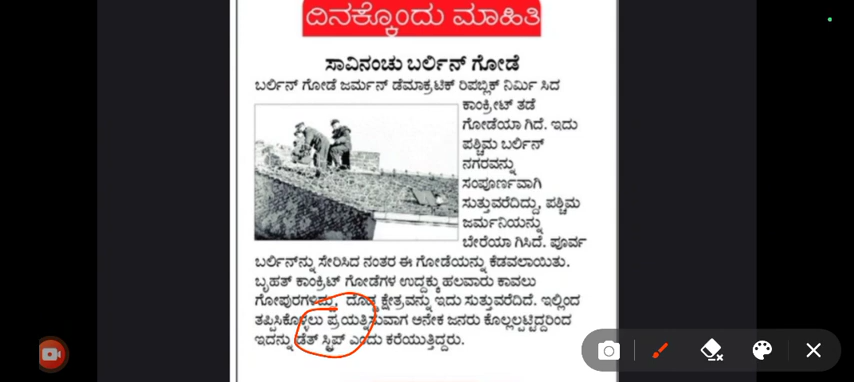 ದಿನಕ್ಕೊಂದು ಮಾಹಿತಿ
ಸಾವಿನಂಚು ಬರ್ಲಿನ್ ಗೋಡೆ
ಬರ್ಲಿನ್ ಗೋಡೆ ಜರ್ಮನ್ ಡೆಮಾಕ್ರಟಿಕ್ ರಿಪಬ್ಲಿಕ್ ನಿರ್ಮಿ ಸಿದ
ಕಾಂಕ್ರೀಟ್ ತಡೆ
ಗೋಡೆಯಾ ಗಿದೆ. ಇದು
ಪಶ್ಚಿಮ ಬರ್ಲಿನ್
ನಗರವನ್ನು
ಸಂಪೂರ್ಣವಾಗಿ
ಸುತ್ತುವರೆದಿದ್ದು, ಪಶ್ಚಿಮ
ಜರ್ಮನಿಯನ್ನು
ಬೇರೆಯಾ ಗಿಸಿದೆ. ಪೂರ್ವ
ಬರ್ಲಿನ್‌ನ್ನು ಸೇರಿಸಿದ ನಂತರ ಈ ಗೋಡೆಯನ್ನು ಕೆಡವಲಾಯಿತು.
ಬೃಹತ್ ಕಾಂಕ್ರಿಟ್ ಗೋಡೆಗಳ ಉದ್ದಕ್ಕು ಹಲವಾರು ಕಾವಲು
ಗೋಪುರಗಳಿದ್ದು, ದೊಡ್ಡ ಕ್ಷೇತ್ರವನ್ನು ಇದು ಸುತ್ತುವರೆದಿದೆ. ಇಲ್ಲಿಂದ
ತಪ್ಪಿಸಿಕೊಳ್ಳಲು ಪ್ರಯತ್ನಿಸುವಾಗ ಅನೇಕ ಜನರು ಕೊಲ್ಲಲ್ಪಟ್ಟಿದ್ದರಿಂದ
ಇದನ್ನು ಡೆತ್ ಸ್ಟ್ರಿಪ್ ಎಂದು ಕರೆಯುತ್ತಿದ್ದರು.